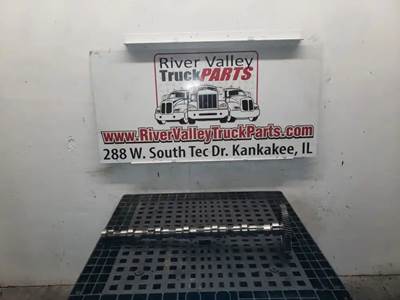 River Valley
TruckPARTS
www.RiverValleyTruckParts.com
288 W. South Tec Dr. Kankakee, IL